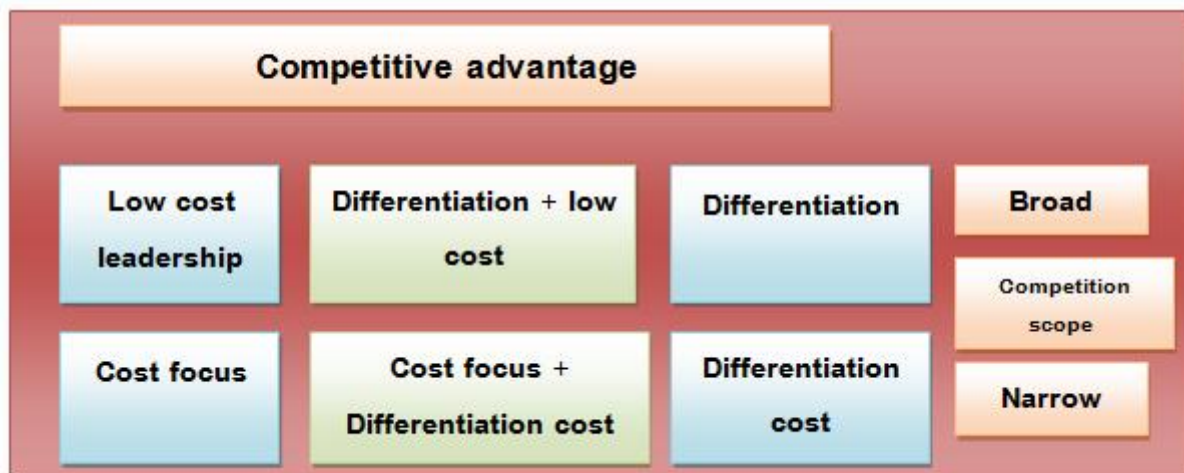 Competitive advantage
Low cost
leadership
Differentiation + low
cost
Differentiation
Broad
Competition
scope
Cost focus
Cost focus +
Differentiation cost
Differentiation
cost
Narrow